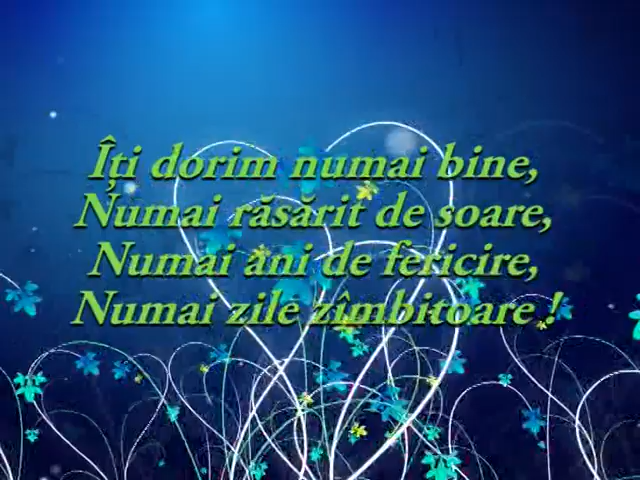 Îți dorim numai bine,
Numai răsărit de soare,
Numai ani de fericire,
Numai zile zîmbitoare !